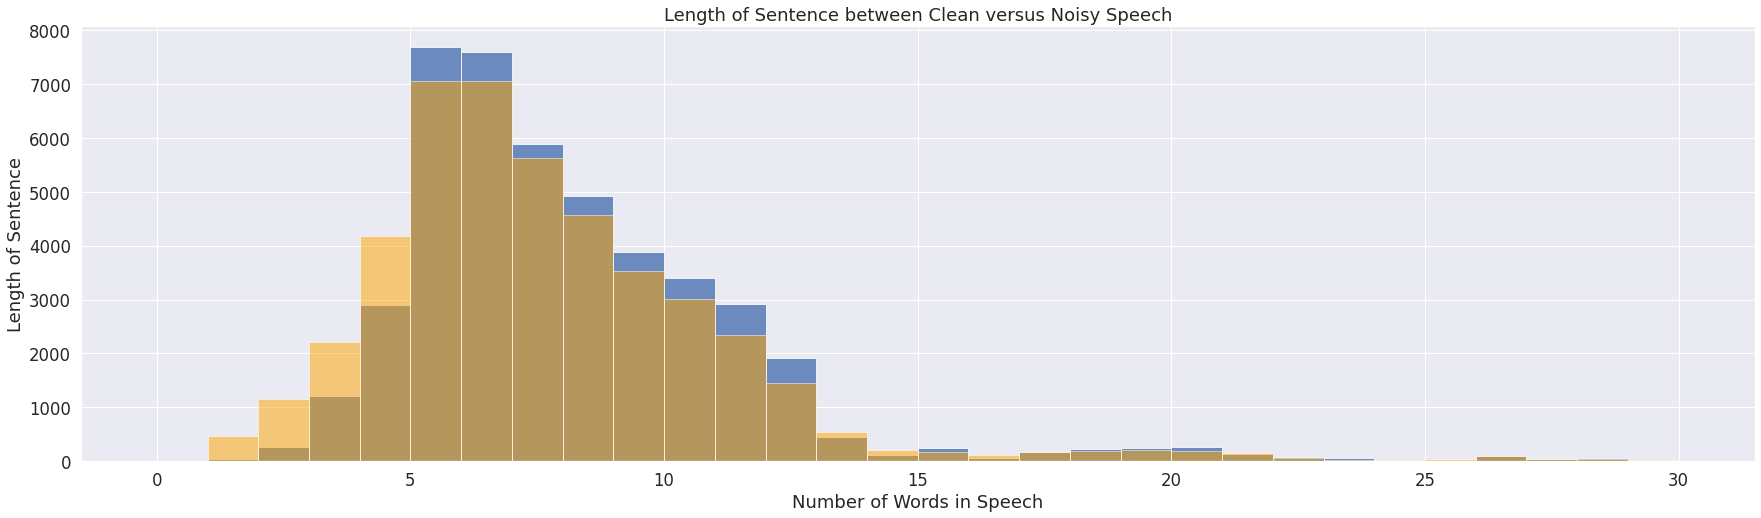 Length of Sentence between Clean versus Noisy Speech
8000
7000
6000
5000
4000
3000
2000
1000
0
Length of Sentence
0 5 10 15 20 25 30
Number of Words in Speech